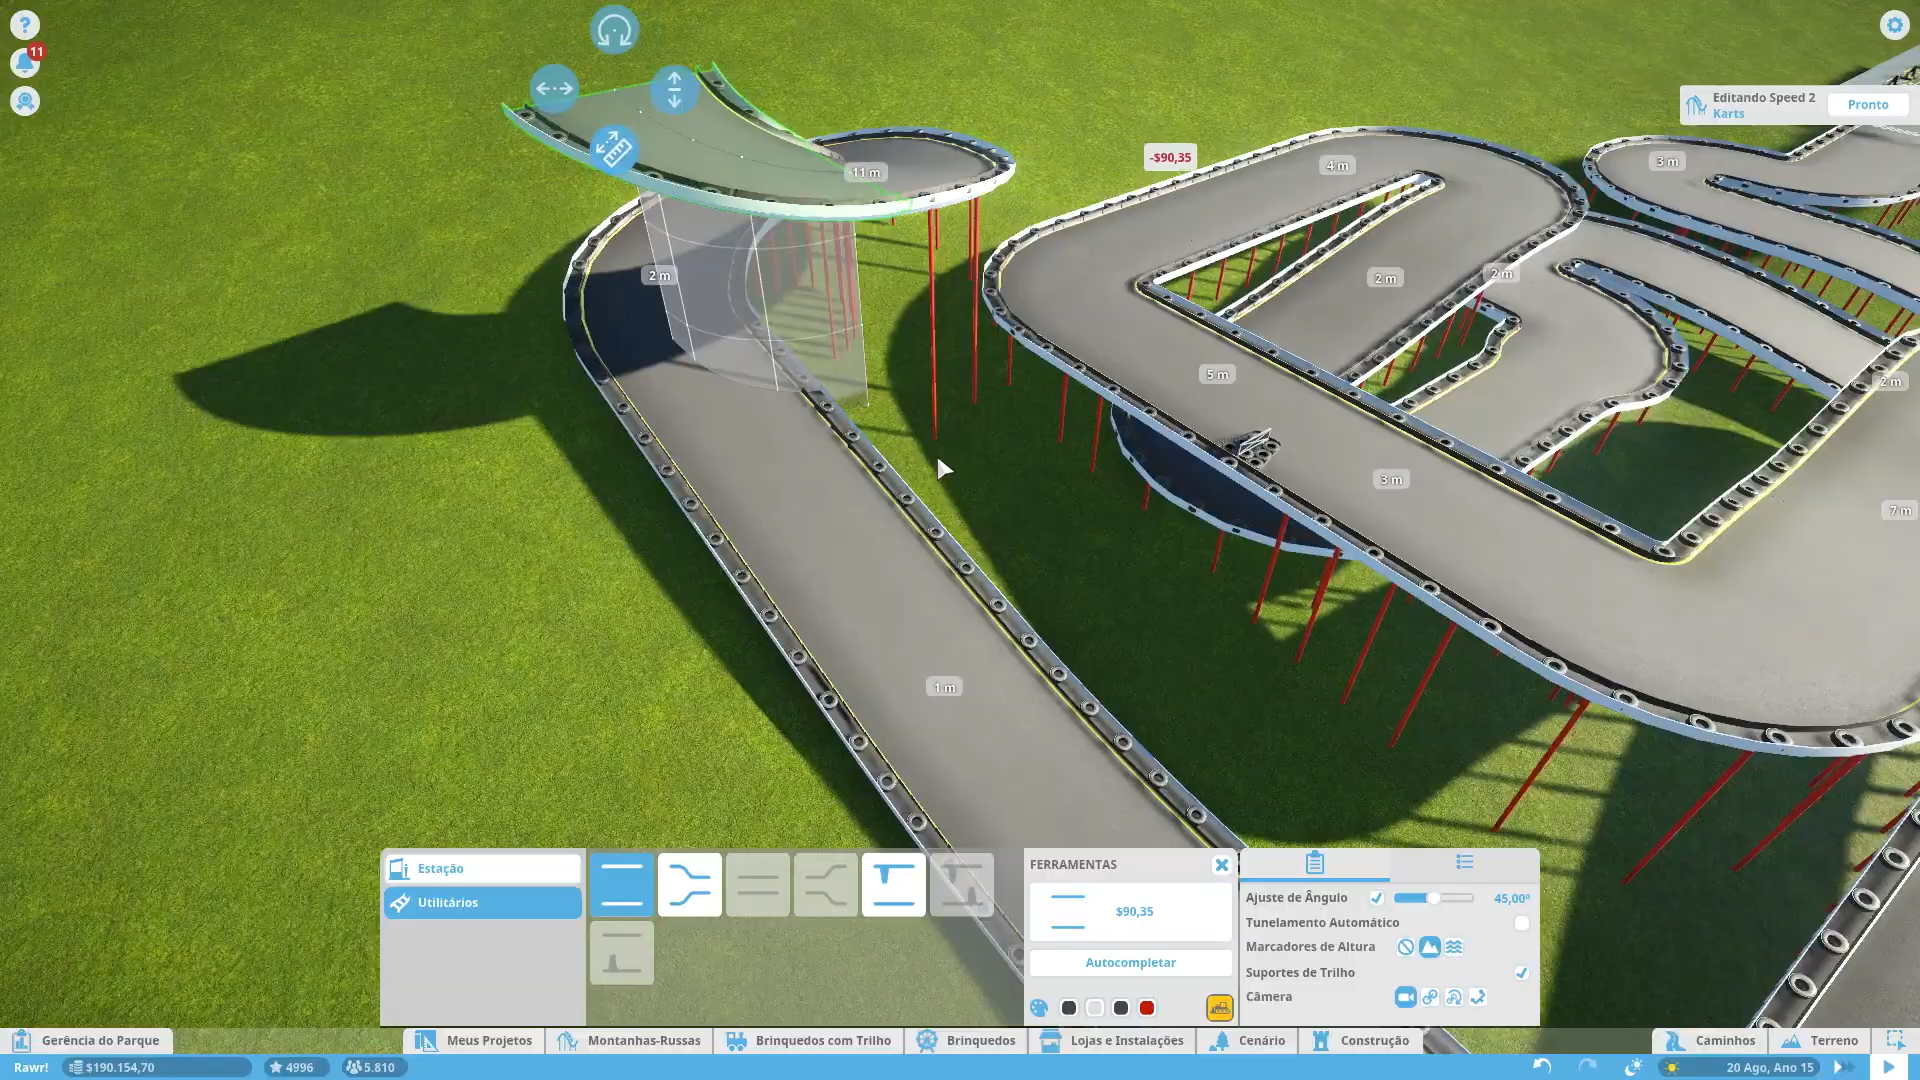 ?
11
Editando Speed 2
Karts
Pronto
-$90,35
4 m
3 m
11 m
2 m
2 m
2 m
2 m
5 m
3 m
7 m
1 m
Estação
Utilitários
FERRAMENTAS
$90,35
Autocompletar
Ajuste de Ângulo
45,00º
Tunelamento Automático
Marcadores de Altura
Suportes de Trilho
Câmera
Gerência do Parque
Meus Projetos
Montanhas-Russas
Brinquedos com Trilho
Brinquedos
Lojas e Instalações
Cenário
Construção
Caminhos
Terreno
Rawr!
$190.154,70
4996
5.810
20 Ago, Ano 15